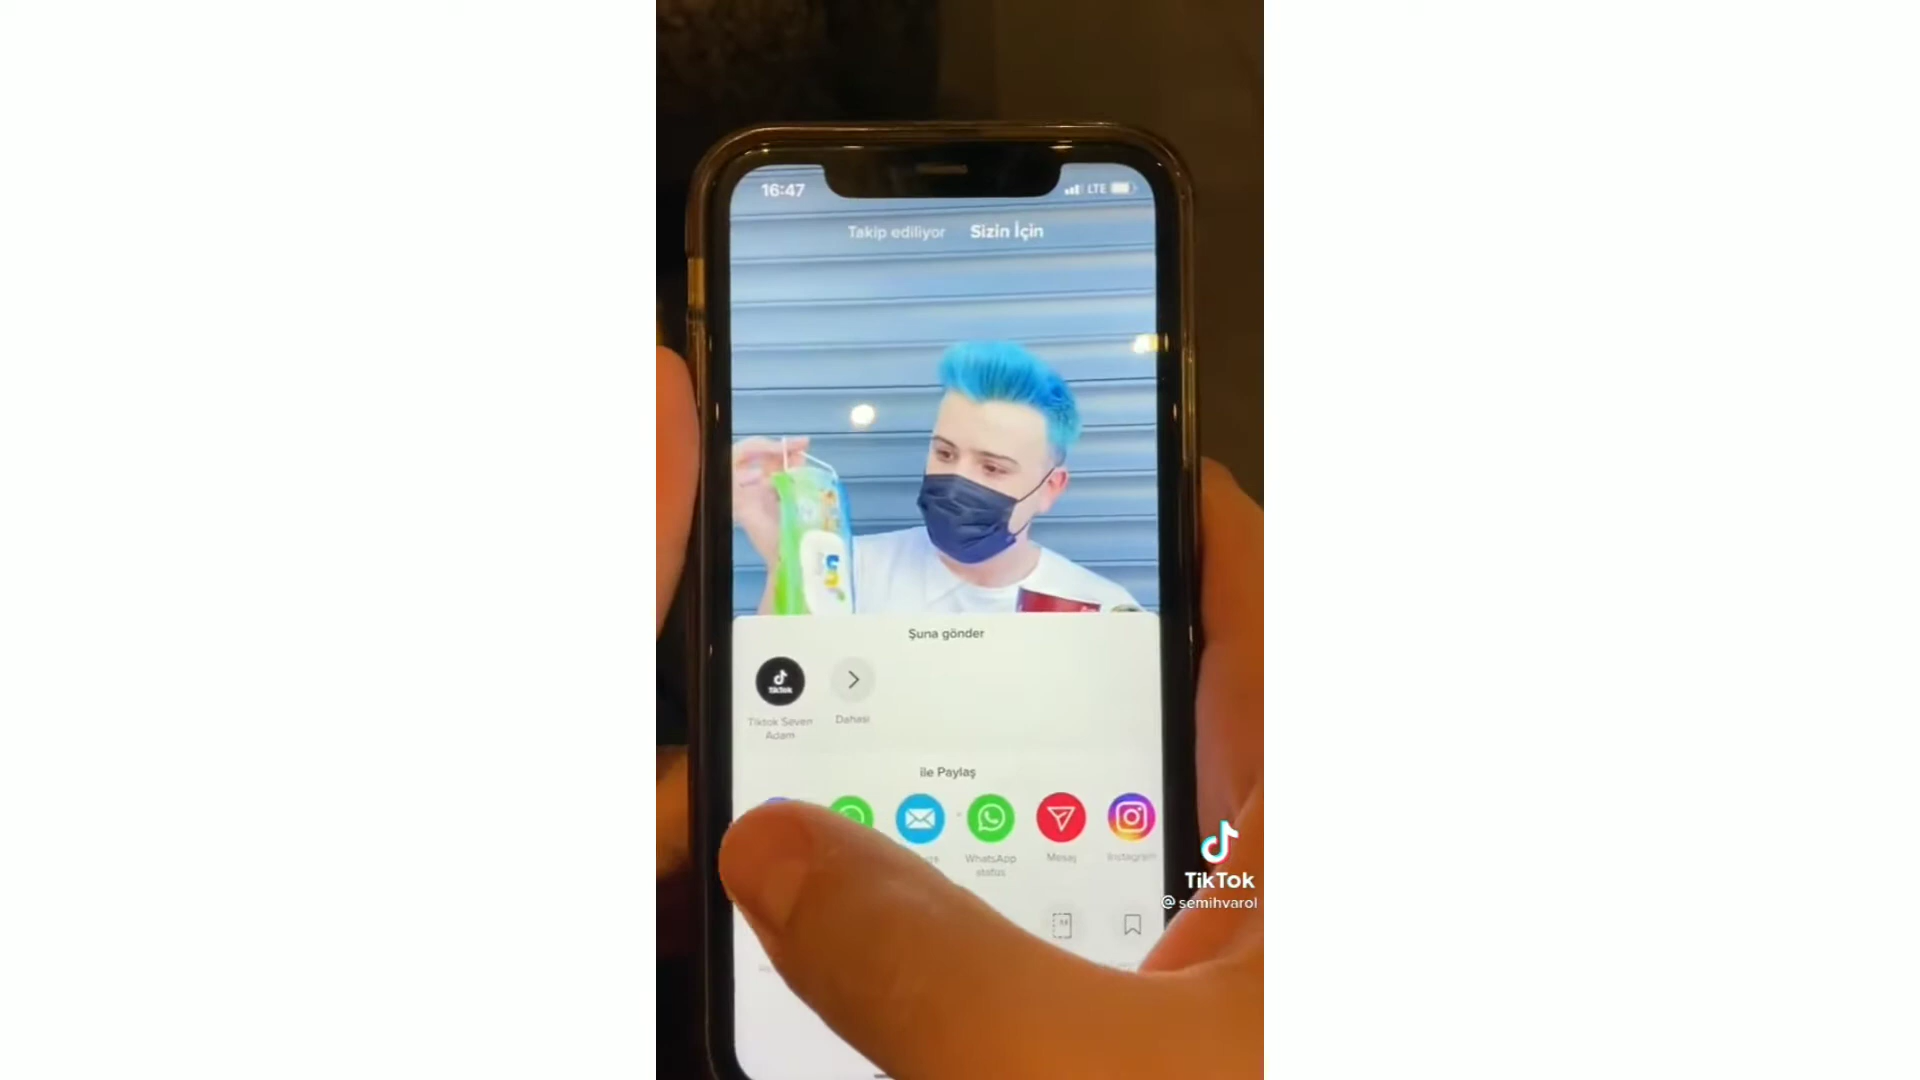 16:47
LTE
Takip ediliyor Sizin İçin
Şuna gönder
TikTok
Tiktok Seven
Adam
Dahası
ile Paylaş
WhatsApp
status
Mesaj
Instagram
TikTok
@semihvarol